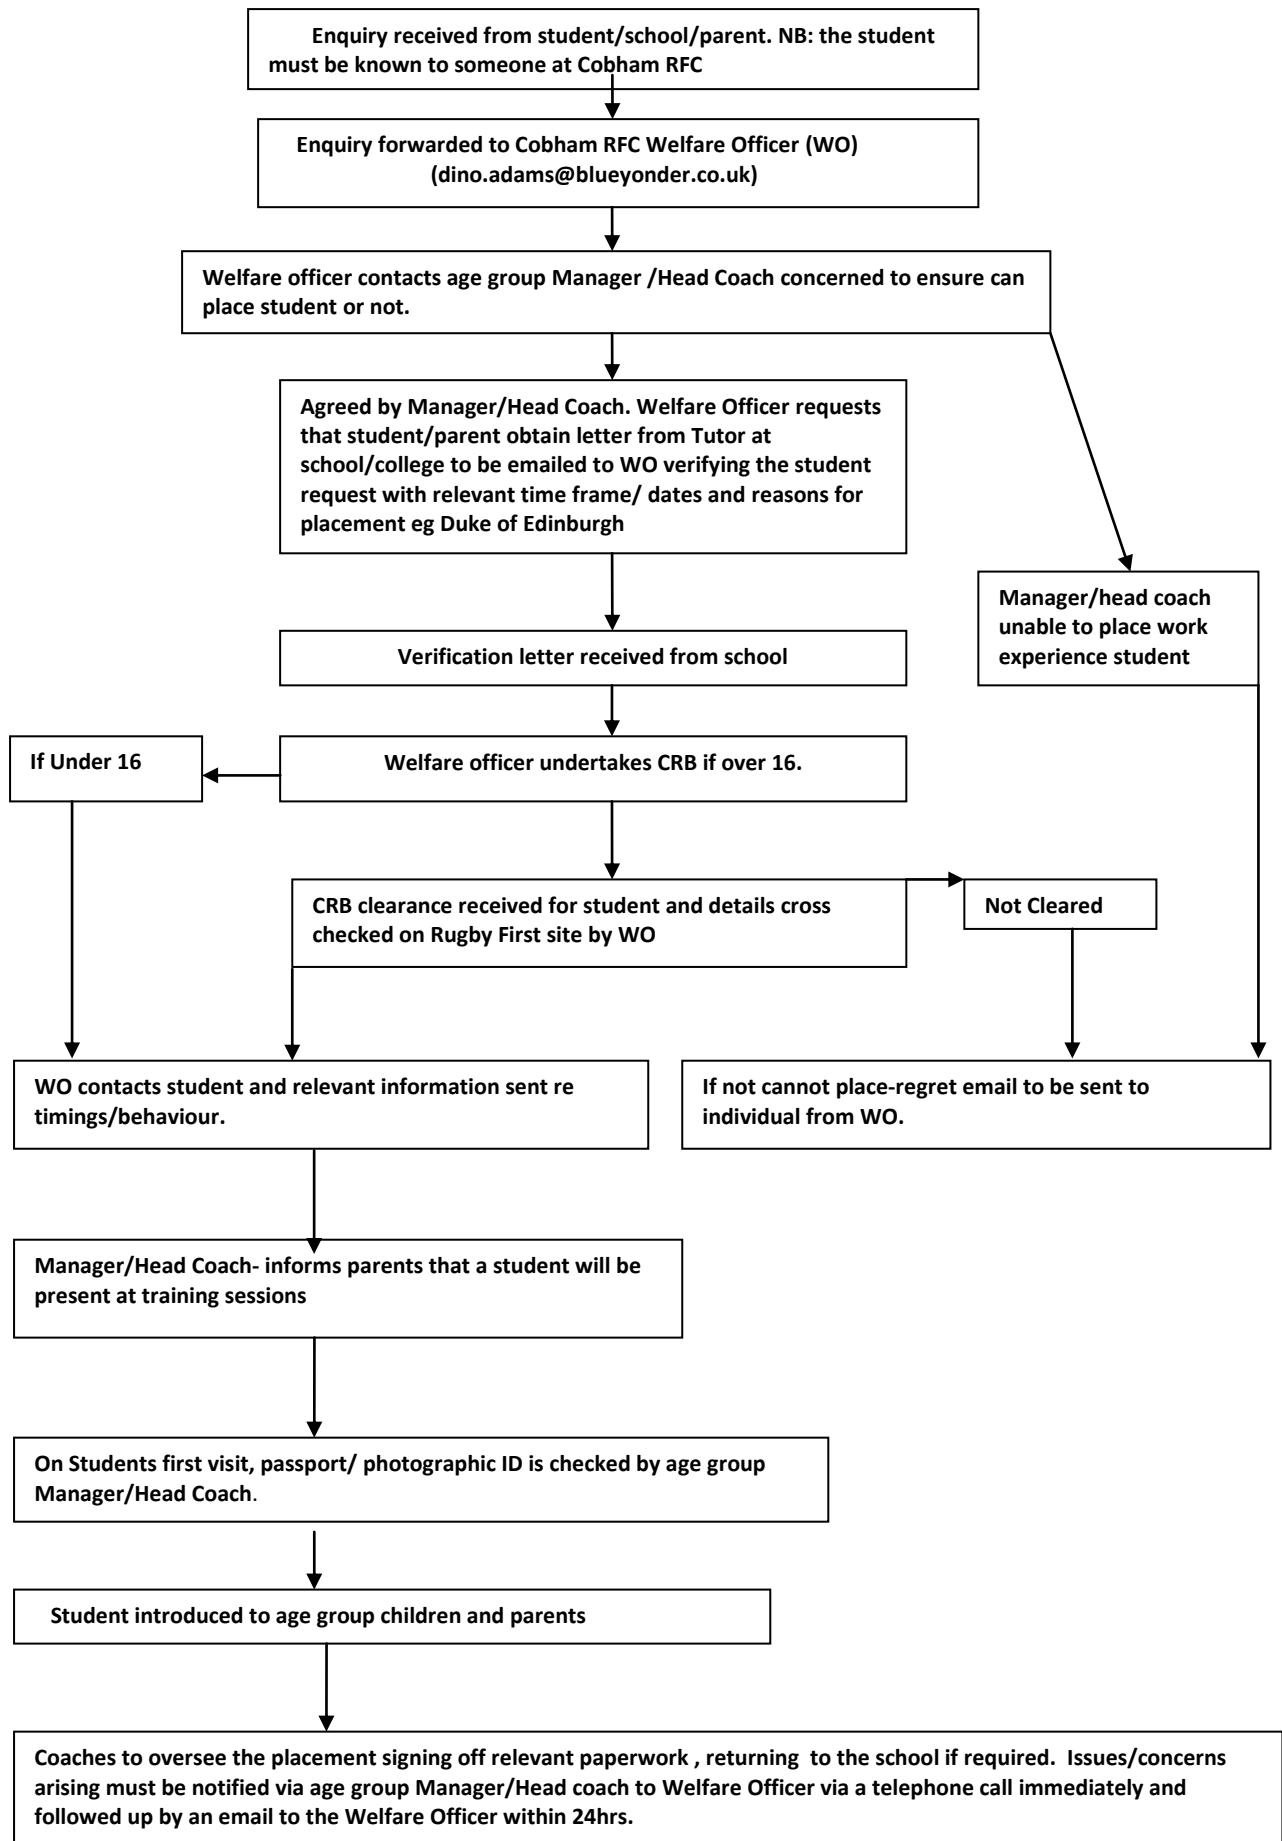 Enquiry received from student/school/parent. NB: the student
must be known to someone at Cobham RFC
Enquiry forwarded to Cobham RFC Welfare Officer (WO)
(dino.adams@blueyonder.co.uk)
Welfare officer contacts age group Manager /Head Coach concerned to ensure can
place student or not.
Agreed by Manager/Head Coach. Welfare Officer requests
that student/parent obtain letter from Tutor at
school/college to be emailed to WO verifying the student
request with relevant time frame/ dates and reasons for
placement eg Duke of Edinburgh
Manager/head coach
unable to place work
experience student
Verification letter received from school
If Under 16
Welfare officer undertakes CRB if over 16.
CRB clearance received for student and details cross
checked on Rugby First site by WO
Not Cleared
WO contacts student and relevant information sent re
timings/behaviour.
If not cannot place-regret email to be sent to
individual from WO.
Manager/Head Coach- informs parents that a student will be
present at training sessions
On Students first visit, passport/ photographic ID is checked by age group
Manager/Head Coach.
Student introduced to age group children and parents
Coaches to oversee the placement signing off relevant paperwork , returning  to the school if required.  Issues/concerns
arising must be notified via age group Manager/Head coach to Welfare Officer via a telephone call immediately and
followed up by an email to the Welfare Officer within 24hrs.